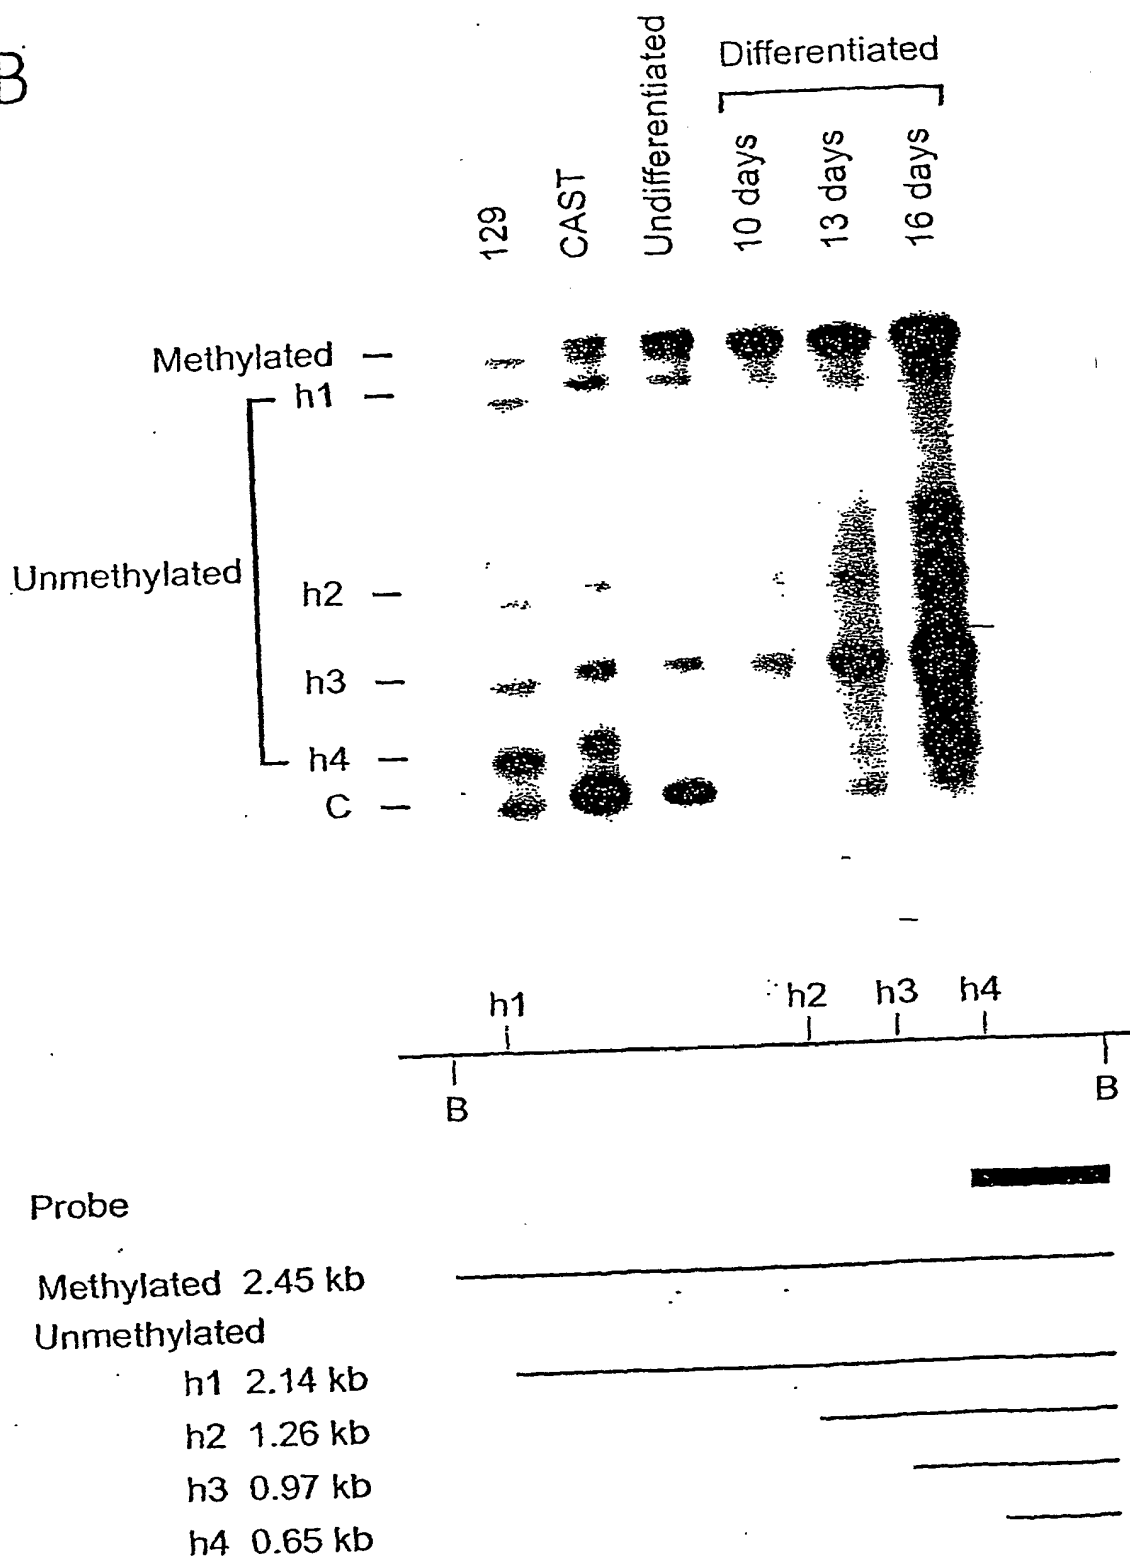 B
Differentiated
129
CAST
Undifferentiated
10 days
13 days
16 days
Methylated
h1
Unmethylated
h2
h3
h4
C
h1
h2
h3
h4
B
B
Probe
Methylated 2.45 kb
Unmethylated
h1 2.14 kb
h2 1.26 kb
h3 0.97 kb
h4 0.65 kb